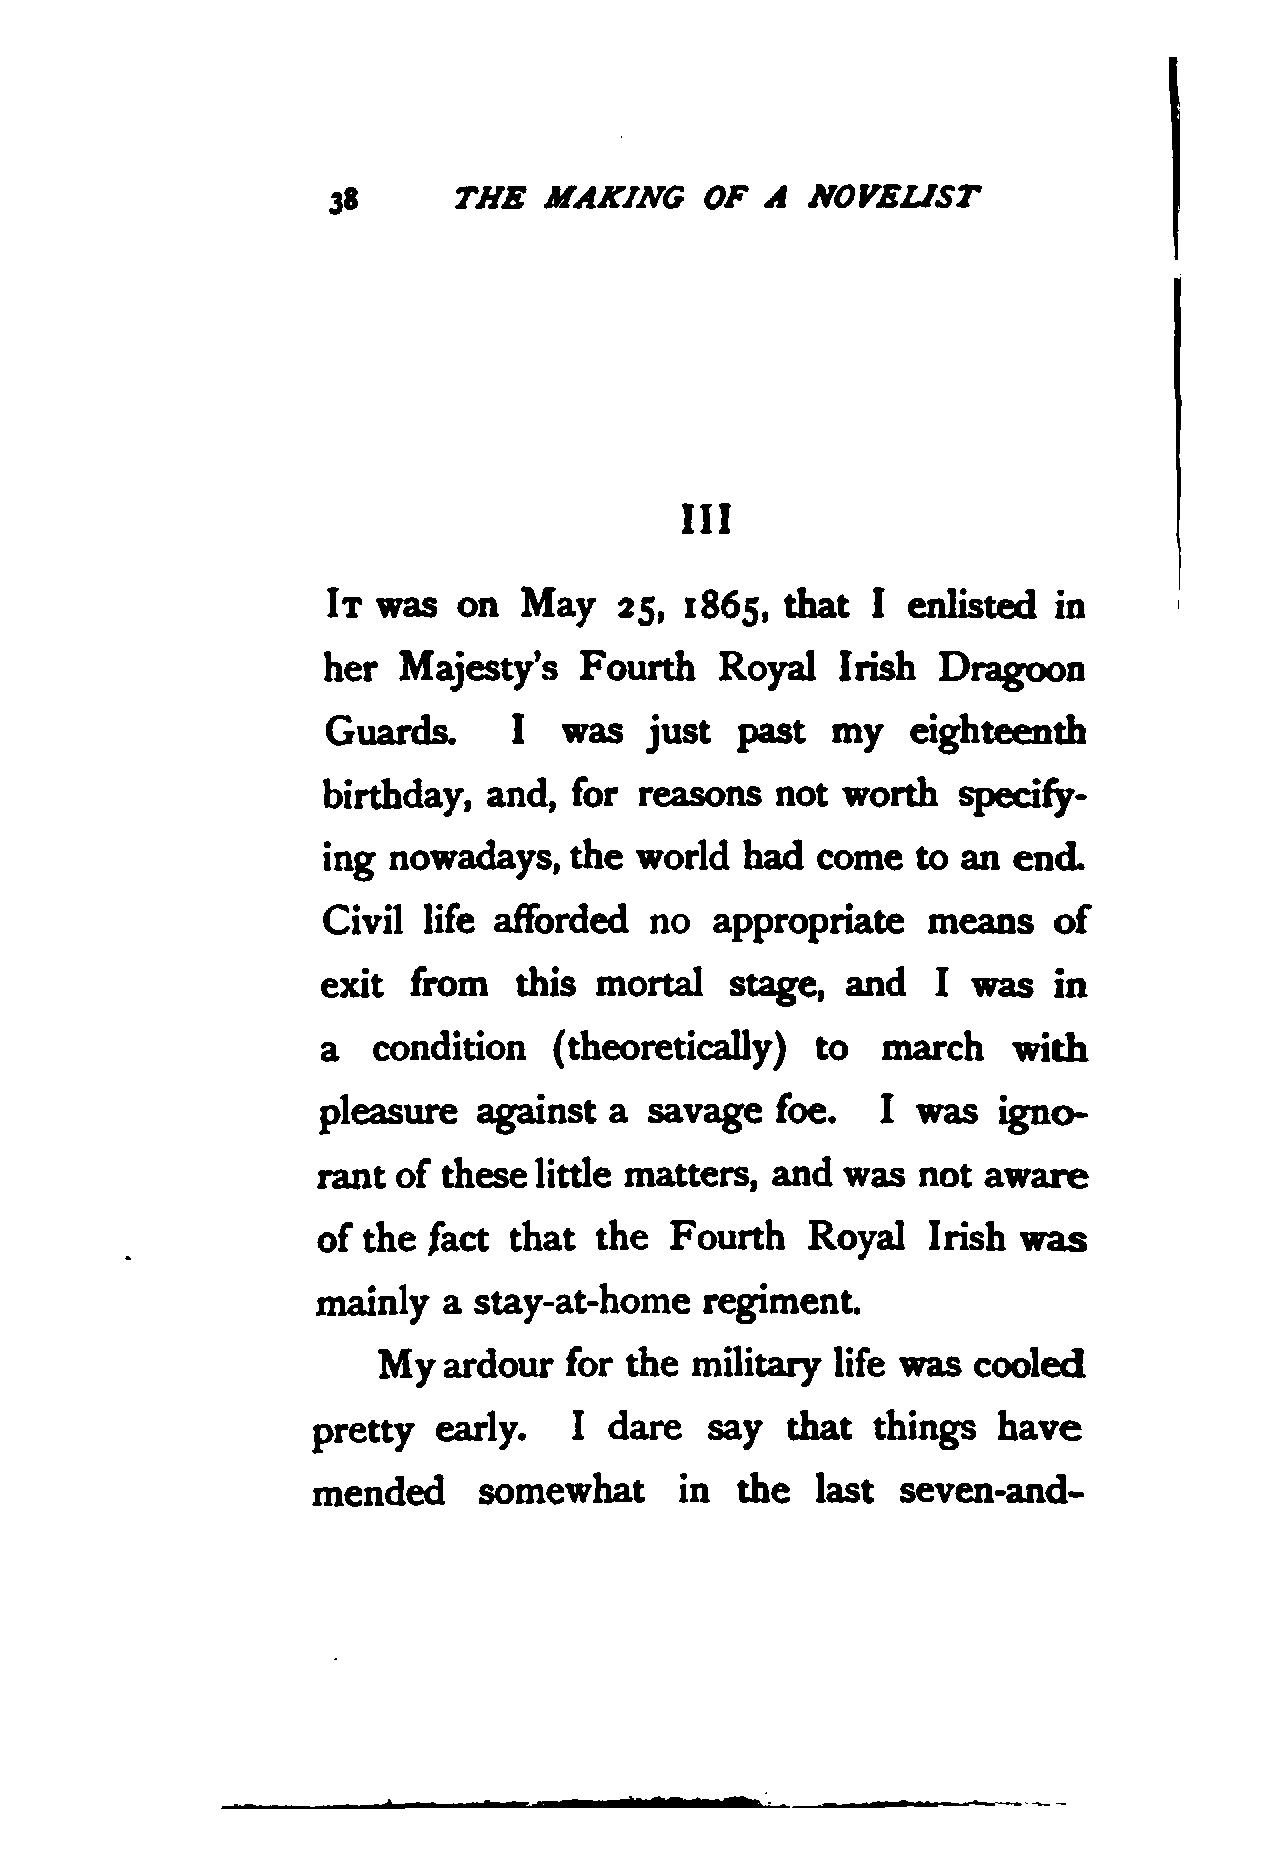 38 THE MAKING OF A NOVELIST
III
IT was on May 25, 1865, that I enlisted in
her Majesty's Fourth Royal Irish Dragoon
Guards. I was just past my eighteenth
birthday, and, for reasons not worth specify-
ing nowadays, the world had come to an end.
Civil life afforded no appropriate means of
exit from this mortal stage, and I was in
a condition (theoretically) to march with
pleasure against a savage foe. I was igno-
rant of these little matters, and was not aware
of the fact that the Fourth Royal Irish was
mainly a stay-at-home regiment.
My ardour for the military life was cooled
pretty early. I dare say that things have
mended somewhat in the last seven-and-